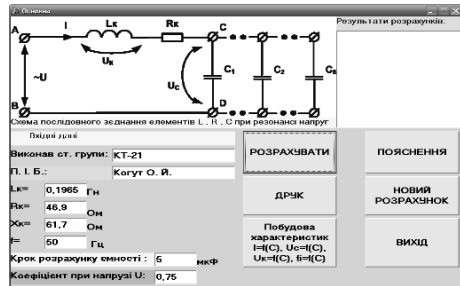 Основна
A
I
Lк
Rк
C
Uк
~U
Uс
C₁
C₂
C₆
B
D
Результати розрахунків:
Схема послідовного зєднання елементів L , R , C при резонансі напруг
Вхідні дані
Виконав ст. групи: КТ-21
П. І. Б.: Когут О. Й.
Lк= 0,1965 Гн
Rк= 46,9 Ом
Xк= 61,7 Ом
f= 50 Гц
Крок розрахунку ємності : 5 мкФ
Коефіцієнт при напрузі U: 0,75
РОЗРАХУВАТИ
ПОЯСНЕННЯ
ДРУК
НОВИЙ
РОЗРАХУНОК
Побудова
характеристик
I=f(C), Uc=f(C),
Uк=f(C), fi=f(C)
ВИХІД